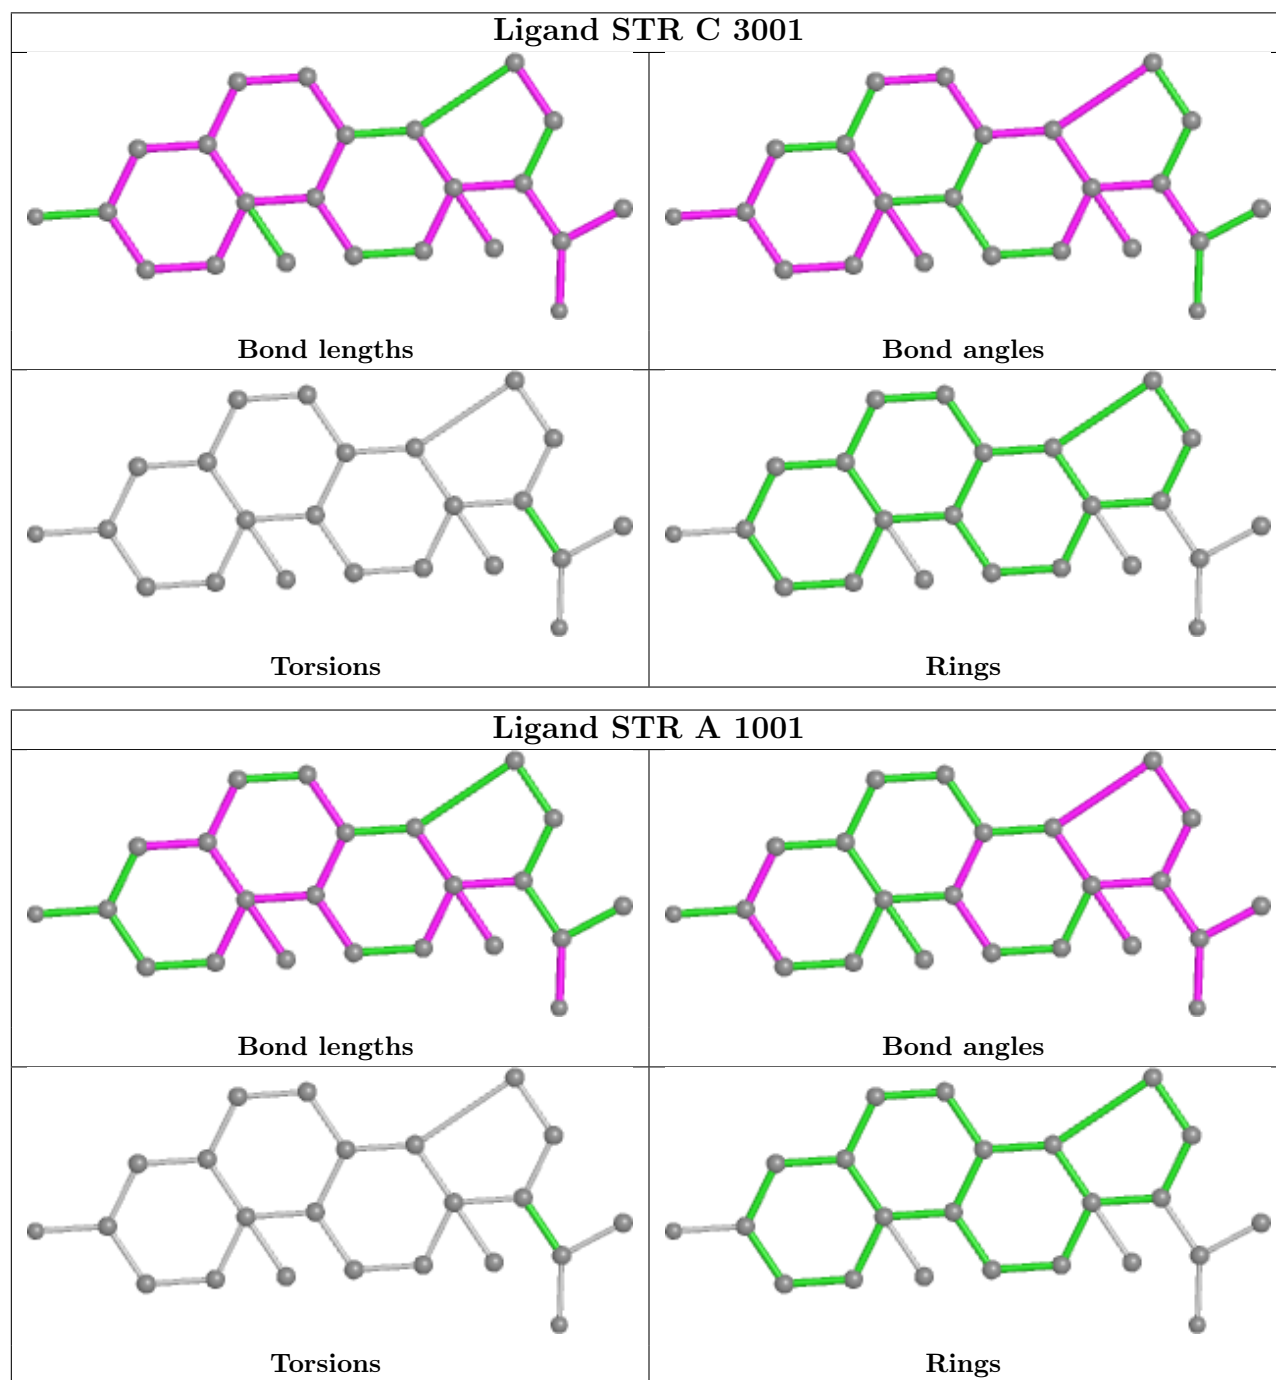 Ligand STR C 3001
Bond lengths
Bond angles
Torsions
Rings
Ligand STR A 1001
Bond lengths
Bond angles
Torsions
Rings